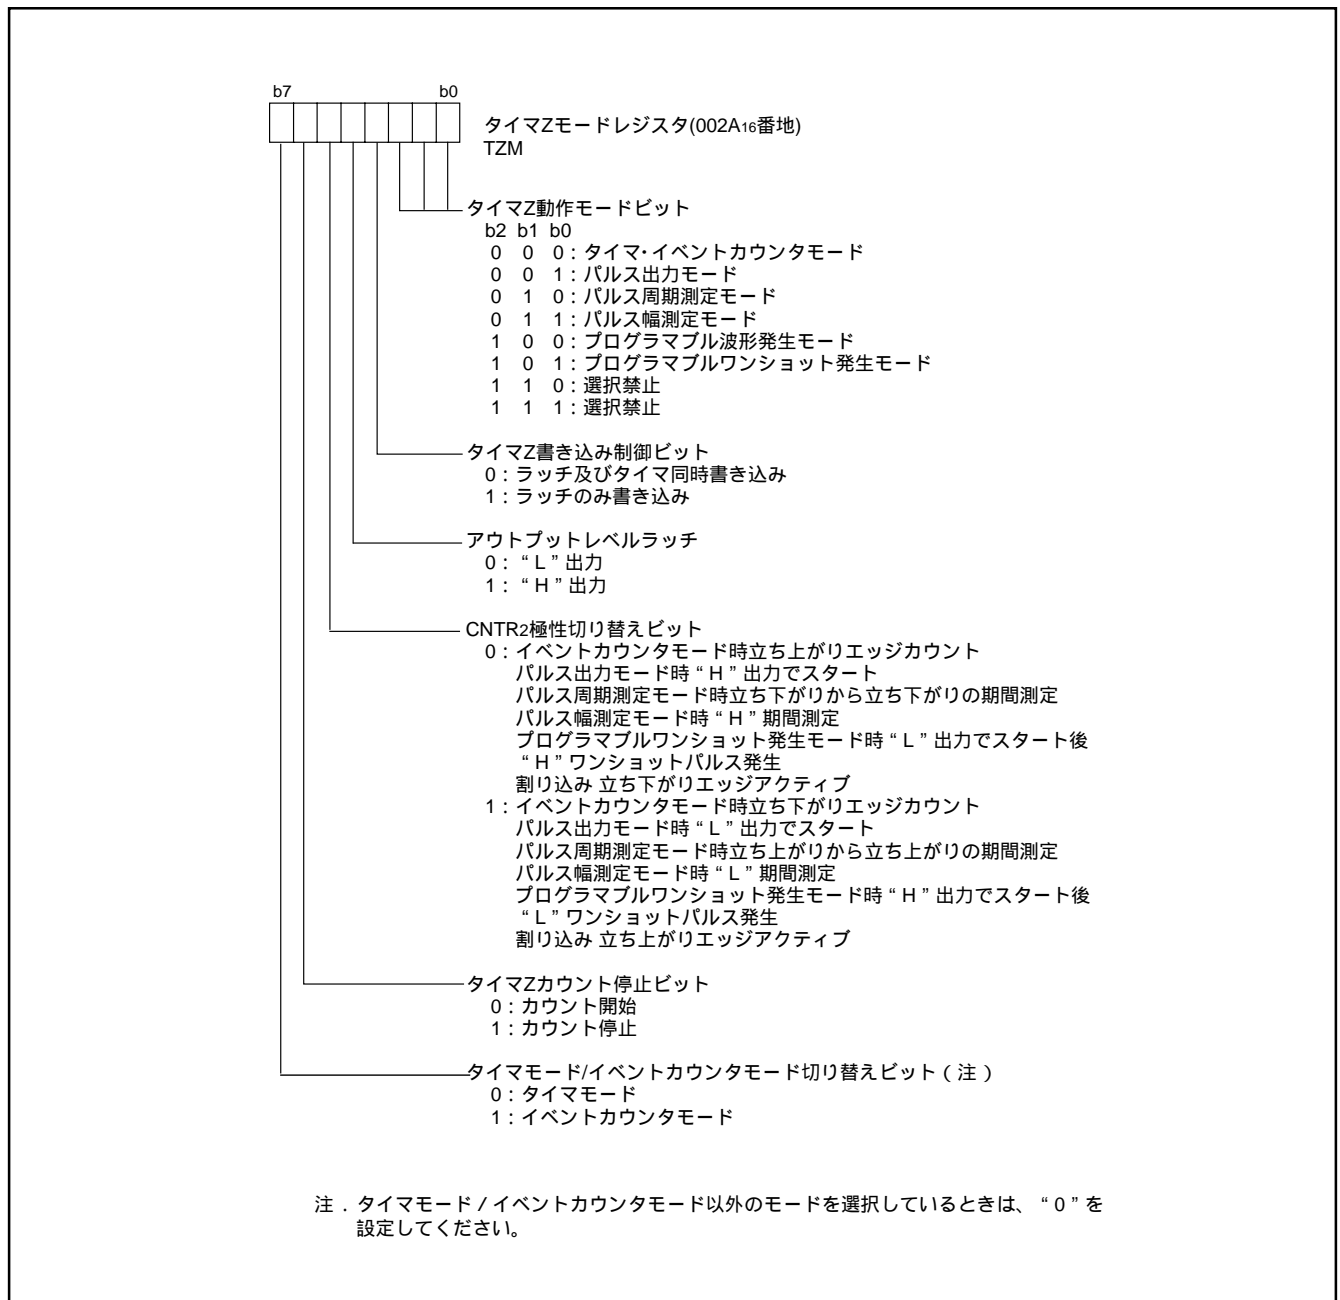 b7 b0
タイマZモードレジスタ(002A16番地)
TZM
タイマZ動作モードビット
b2 b1 b0
0 0 0：タイマ・イベントカウンタモード
0 0 1：パルス出力モード
0 1 0：パルス周期測定モード
0 1 1：パルス幅測定モード
1 0 0：プログラマブル波形発生モード
1 0 1：プログラマブルワンショット発生モード
1 1 0：選択禁止
1 1 1：選択禁止
タイマZ書き込み制御ビット
0：ラッチ及びタイマ同時書き込み
1：ラッチのみ書き込み
アウトプットレベルラッチ
0：“L”出力
1：“H”出力
CNTR2極性切り替えビット
0：イベントカウンタモード時立ち上がりエッジカウント
パルス出力モード時“H”出力でスタート
パルス周期測定モード時立ち下がりから立ち下がりの期間測定
パルス幅測定モード時“H”期間測定
プログラマブルワンショット発生モード時“L”出力でスタート後
“H”ワンショットパルス発生
割り込み 立ち下がりエッジアクティブ
1：イベントカウンタモード時立ち下がりエッジカウント
パルス出力モード時“L”出力でスタート
パルス周期測定モード時立ち上がりから立ち上がりの期間測定
パルス幅測定モード時“L”期間測定
プログラマブルワンショット発生モード時“H”出力でスタート後
“L”ワンショットパルス発生
割り込み 立ち上がりエッジアクティブ
タイマZカウント停止ビット
0：カウント開始
1：カウント停止
タイマモード/イベントカウンタモード切り替えビット（注）
0：タイマモード
1：イベントカウンタモード
注．タイマモード／イベントカウンタモード以外のモードを選択しているときは、“0”を
設定してください。